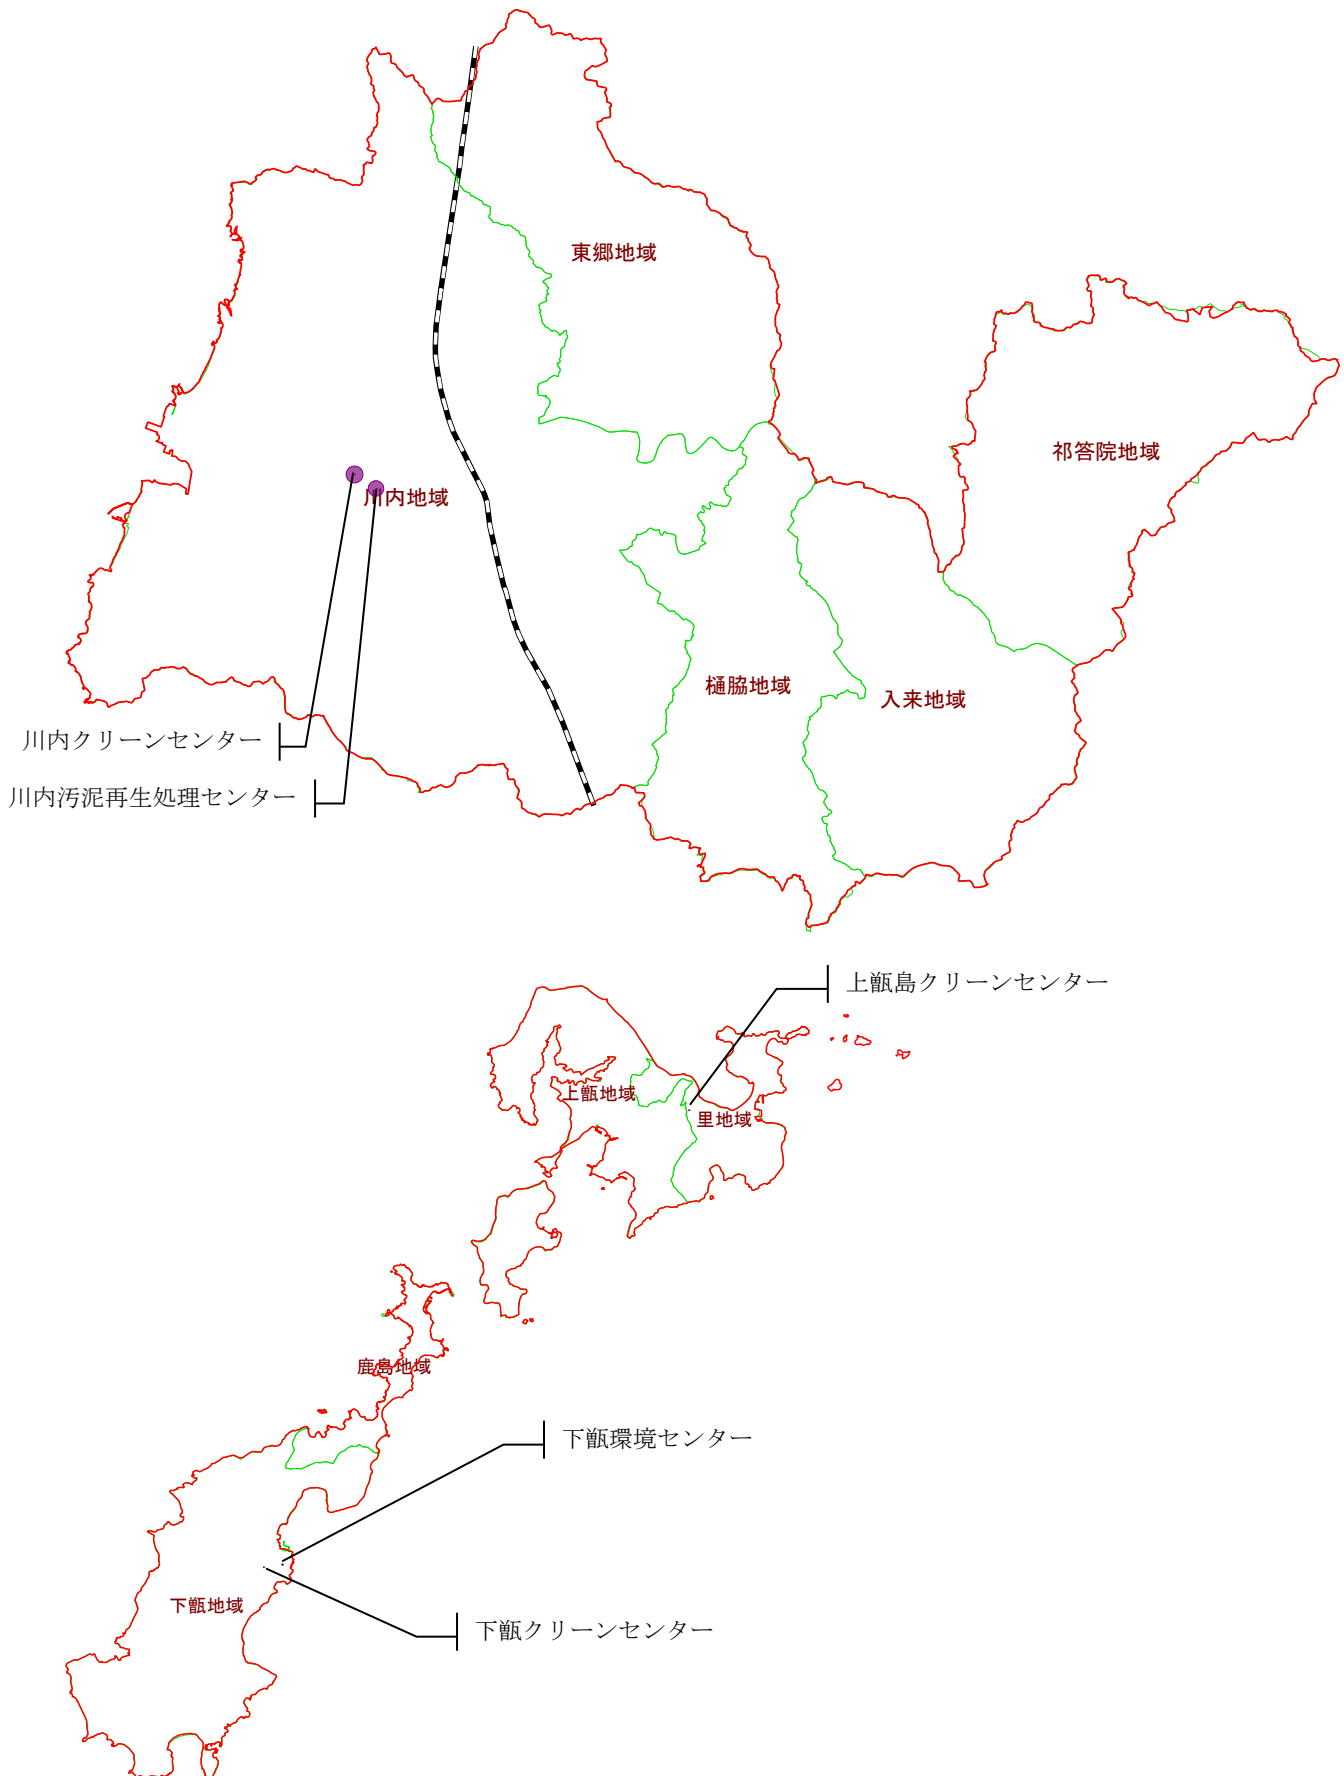 東郷地域
祁答院地域
川内地域
樋脇地域
入来地域
川内クリーンセンター
川内汚泥再生処理センター
上甑島クリーンセンター
上甑地域
里地域
鹿島地域
下甑環境センター
下甑地域
下甑クリーンセンター